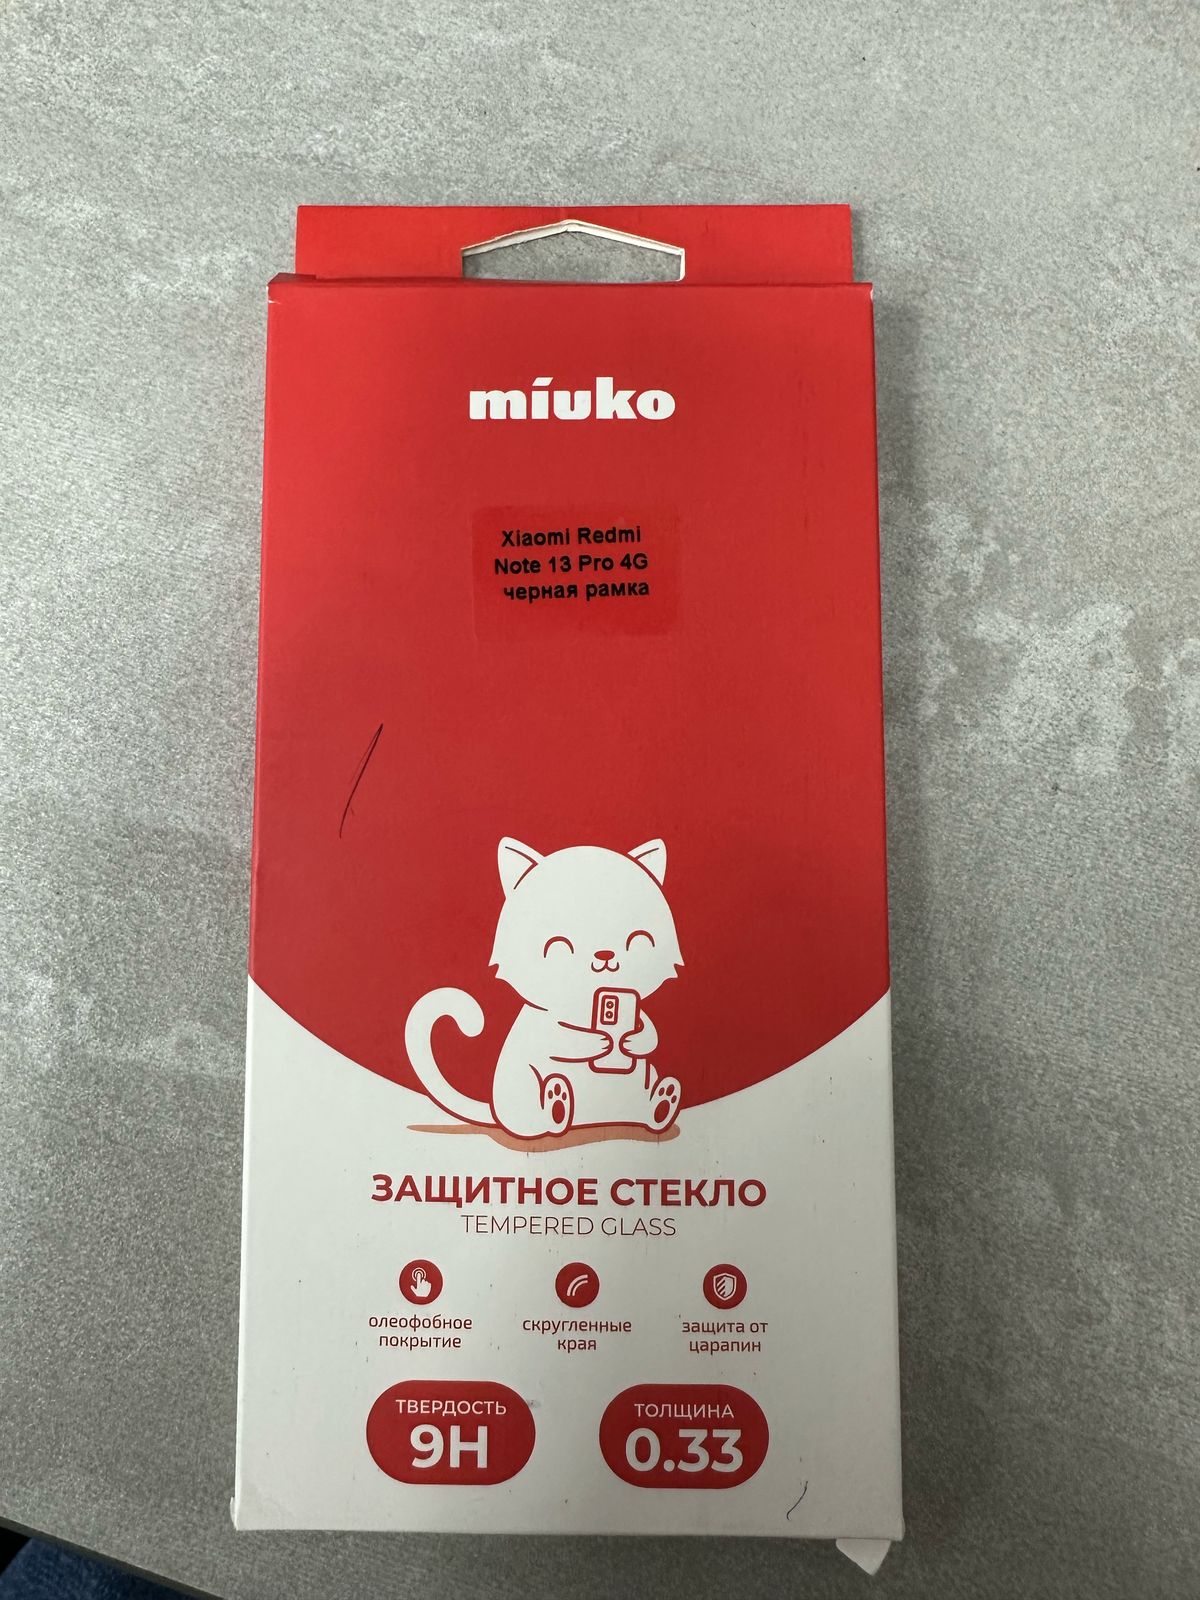 míuko
Xiaomi Redmi
Note 13 Pro 4G
черная рамка
ЗАЩИТНОЕ СТЕКЛО
TEMPERED GLASS
олеофобное
покрытие
скругленные
края
защита от
царапин
ТВЕРДОСТЬ
9H
ТОЛЩИНА
0.33